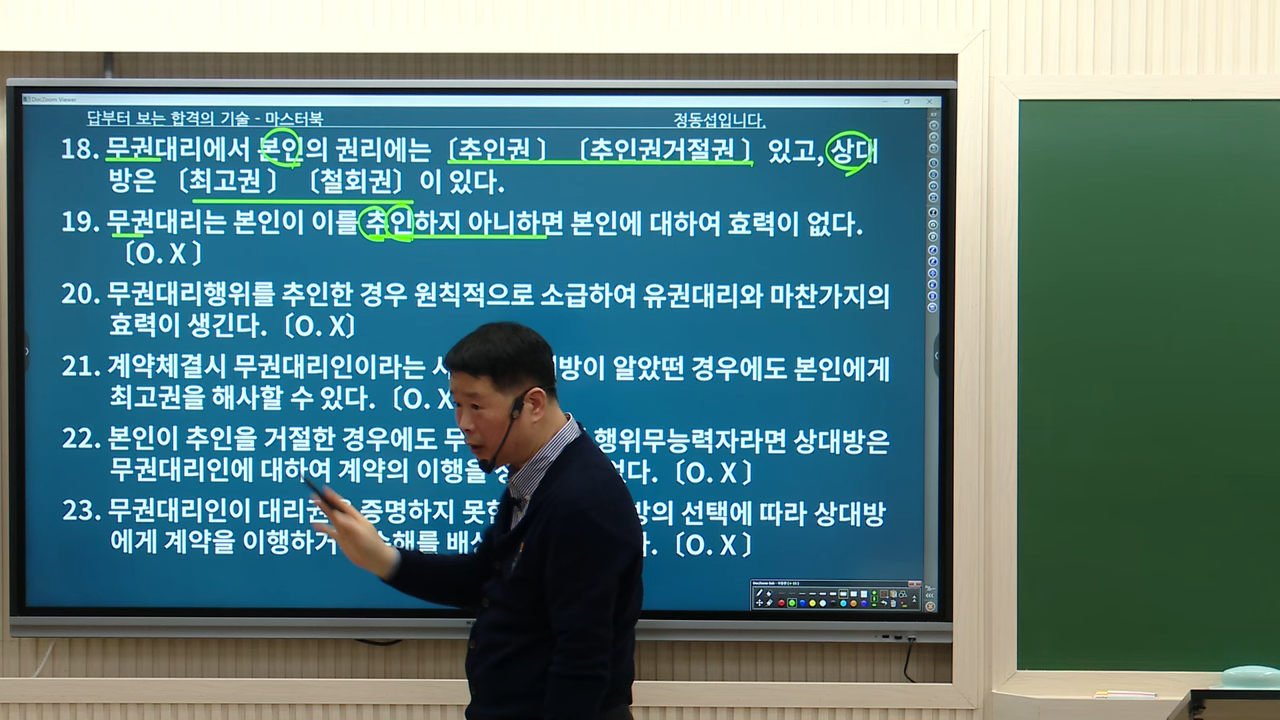 DocZoom Viewer
답부터 보는 합격의 기술 - 마스터북 정동섭입니다.
18. 무권대리에서 본인의 권리에는 〔추인권 〕 〔추인권거절권 〕 있고, 상대
방은 〔최고권 〕 〔철회권〕 이 있다.
19. 무권대리는 본인이 이를 추인하지 아니하면 본인에 대하여 효력이 없다.
〔O. X 〕
20. 무권대리행위를 추인한 경우 원칙적으로 소급하여 유권대리와 마찬가지의
효력이 생긴다. 〔O. X〕
21. 계약체결시 무권대리인이라는 방이 알았떤 경우에도 본인에게
최고권을 해사할 수 있다. 〔O. X
22. 본인이 추인을 거절한 경우에도 무 행위무능력자라면 상대방은
무권대리인에 대하여 계약의 이행을 없다. 〔O. X 〕
23. 무권대리인이 대리권을 증명하지 못한 방의 선택에 따라 상대방
에게 계약을 이행하거 손해를 배상 다. 〔O. X 〕